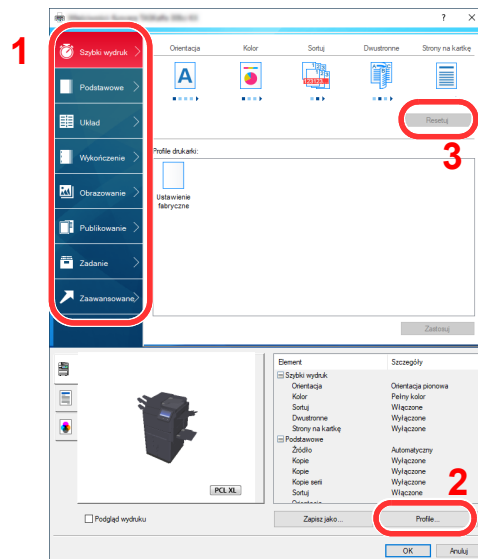 ? ×
1
Szybki wydruk
Podstawowe
Układ
Wykończenie
Obrazowanie
Publikowanie
Zadanie
Zaawansowane
Orientacja Kolor Sortuj Dwustronne Strony na kartkę
A 123123
Resetuj
3
Profile drukarki:
Ustawienie
fabryczne
Zastosuj
PCL XL
Podgląd wydruku
Element Szczegóły
Szybki wydruk
Orientacja Orientacja pionowa
Kolor Pełny kolor
Sortuj Włączone
Dwustronne Wyłączone
Strony na kartkę Wyłączone
Podstawowe
Źródło Automatyczny
Kopie Wyłączone
Kopie Wyłączone
Kopie serii Wyłączone
Sortuj Włączone
2
Zapisz jako... Profile...
OK Anuluj